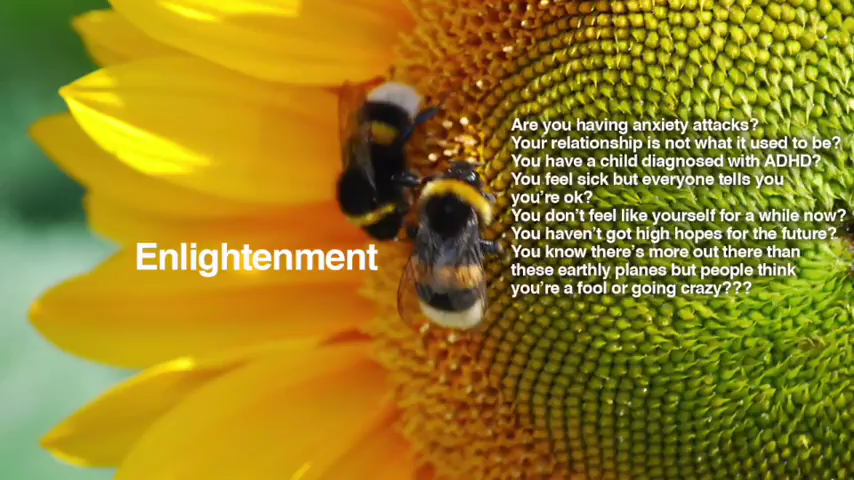 Enlightenment
Are you having anxiety attacks?
Your relationship is not what it used to be?
You have a child diagnosed with ADHD?
You feel sick but everyone tells you
you're ok?
You don't feel like yourself for a while now?
You haven't got high hopes for the future?
You know there's more out there than
these earthly planes but people think
you're a fool or going crazy???